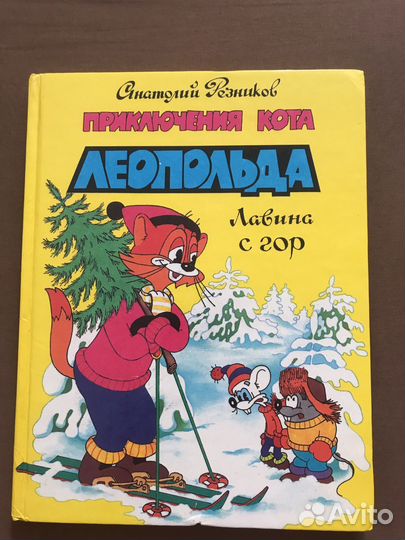 Анатолий Резников
ПРИКЛЮЧЕНИЯ КОТА
ЛЕОПОЛЬДА
Лавина
с гор
Avito